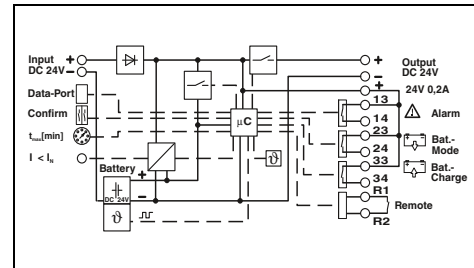 Input +
DC 24V −
Data-Port
Confirm
tmax[min]
I < IN
Battery
+
−
DC 24V
ϑ
µC
ϑ
+ Output
− DC 24V
+ 24V 0,2A
13
14
Alarm
23
24
Bat.-
Mode
33
34
Bat.-
Charge
R1
R2
Remote